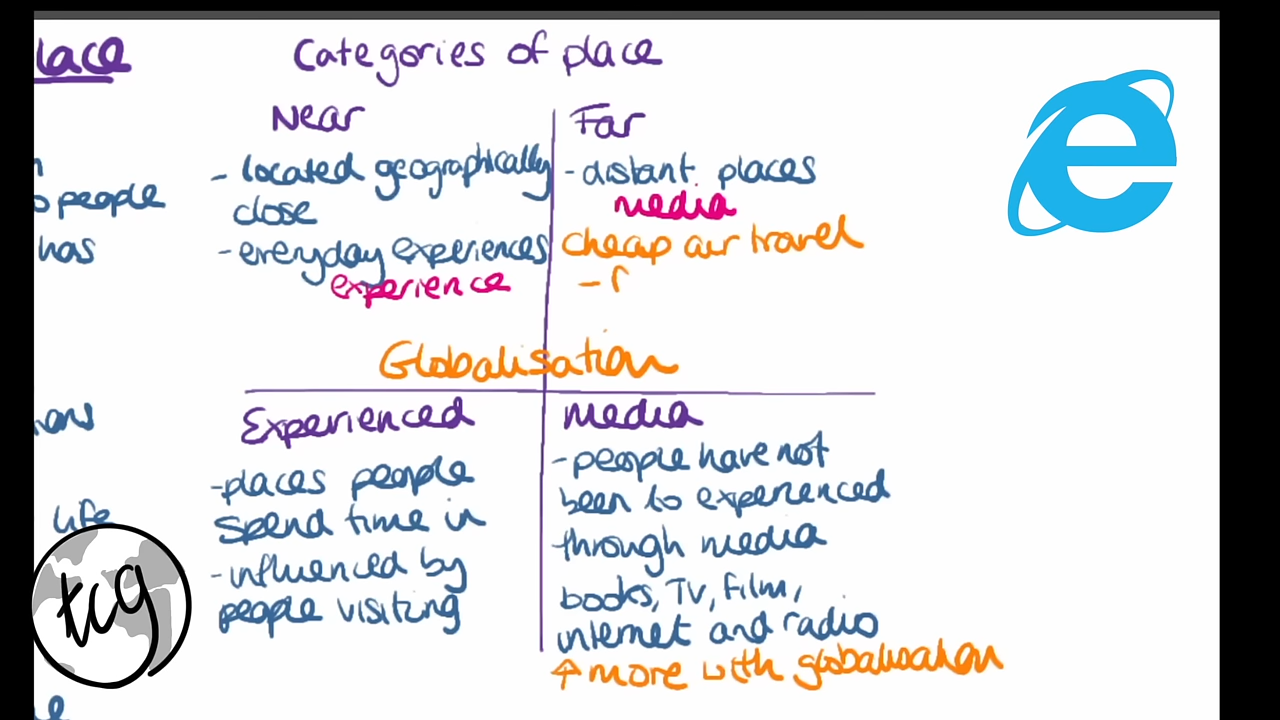 lace
Categories of place
Near
- located geographically
close
- everyday experiences
experience
Far
- distant places
media
cheap air travel
-
people
has
Globalisation
Experienced
- places people
spend time in
- influenced by
people visiting
media
- people have not
been to experienced
through media
books, TV, film,
internet and radio
↑ more with globalisation
life
tcg